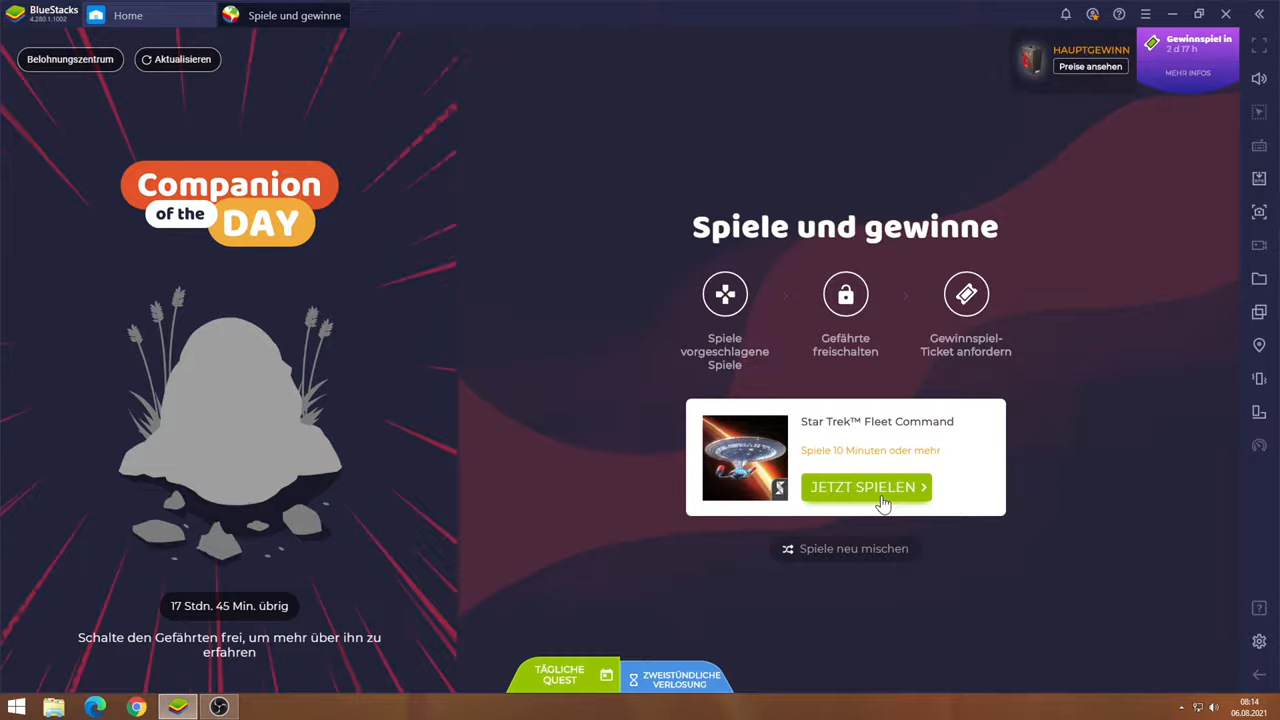 BlueStacks
4.280.1.1002
Home
Spiele und gewinne
Belohnungszentrum
Aktualisieren
HAUPTGEWINN
Preise ansehen
Gewinnspiel in
2 d 17 h
MEHR INFOS
Companion
of the
DAY
17 Stdn. 45 Min. übrig
Schalte den Gefährten frei, um mehr über ihn zu
erfahren
Spiele und gewinne
Spiele
vorgeschlagene
Spiele
Gefährte
freischalten
Gewinnspiel-
Ticket anfordern
Star Trek™ Fleet Command
Spiele 10 Minuten oder mehr
JETZT SPIELEN
Spiele neu mischen
TÄGLICHE
QUEST
ZWEISTÜNDLICHE
VERLOSUNG
08:14
06.08.2021